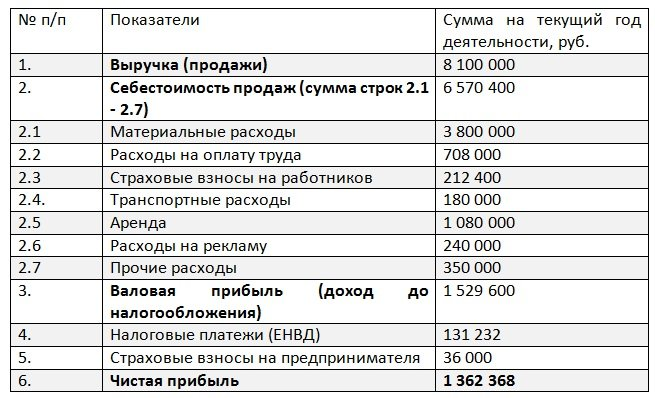 № п/п Показатели Сумма на текущий год
деятельности, руб.
1. Выручка (продажи) 8 100 000
2. Себестоимость продаж (сумма строк 2.1 6 570 400
- 2.7)
2.1 Материальные расходы 3 800 000
2.2 Расходы на оплату труда 708 000
2.3 Страховые взносы на работников 212 400
2.4. Транспортные расходы 180 000
2.5 Аренда 1 080 000
2.6 Расходы на рекламу 240 000
2.7 Прочие расходы 350 000
3. Валовая прибыль (доход до 1 529 600
налогообложения)
4. Налоговые платежи (ЕНВД) 131 232
5. Страховые взносы на предпринимателя 36 000
6. Чистая прибыль 1 362 368